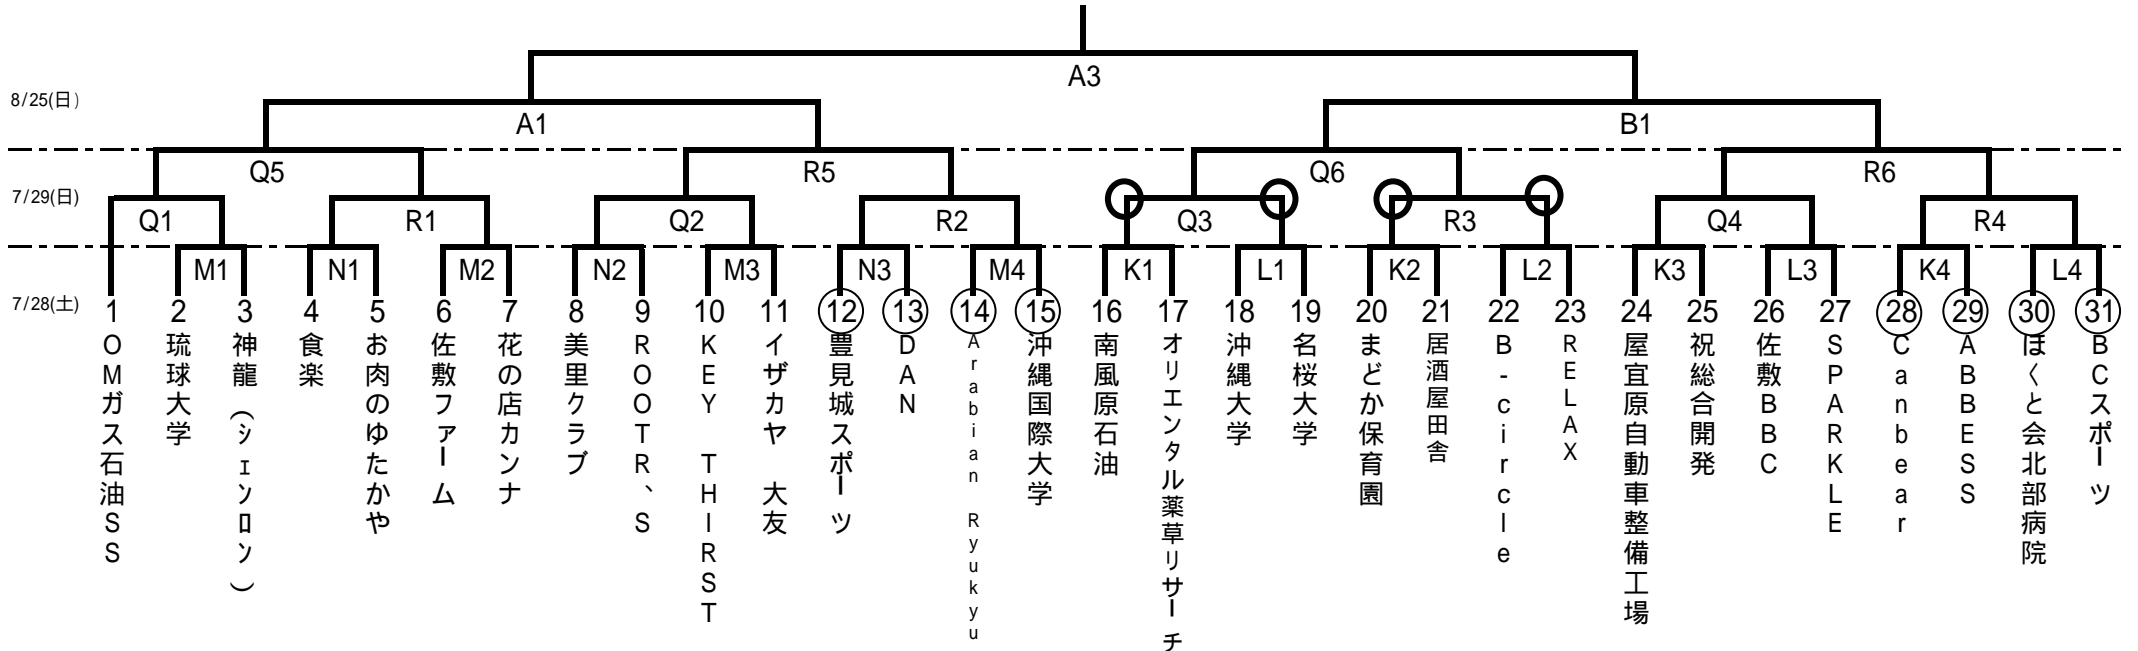 A3
8/25(日)
A1 B1
Q5 R5 Q6 R6
7/29(日)
Q1 R1 Q2 R2 Q3 R3 Q4 R4
M1 N1 M2 N2 M3 N3 M4 K1 L1 K2 L2 K3 L3 K4 L4
7/28(土)
1 OMガス石油SS
2 琉球大学
3 神龍(シェンロン)
4 食楽
5 お肉のゆたかや
6 佐敷ファーム
7 花の店カンナ
8 美里クラブ
9 ROOTR、S
10 KEY THIRST
11 イザカヤ 大友
12 豊見城スポーツ
13 DAN
14 Arabian Ryukyu
15 沖縄国際大学
16 南風原石油
17 オリエンタル薬草リサーチ
18 沖縄大学
19 名桜大学
20 まどか保育園
21 居酒屋田舎
22 B-circle
23 RELAX
24 屋宜原自動車整備工場
25 祝総合開発
26 佐敷BBC
27 SPARKLE
28 Canbear
29 ABBESS
30 ほくと会北部病院
31 BCスポーツ